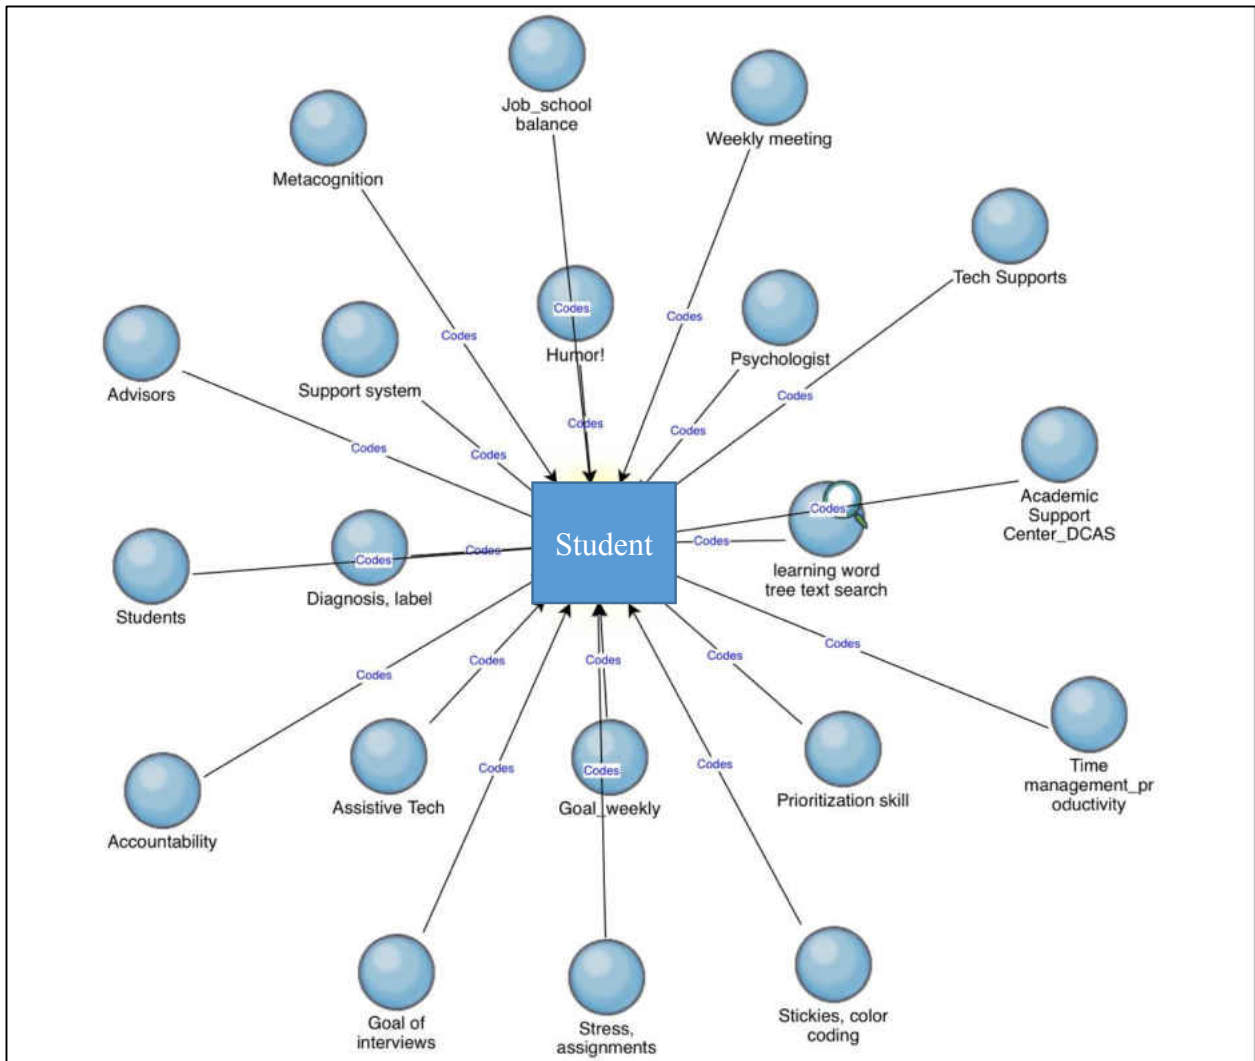 Job_school
balance
Weekly meeting
Metacognition
Tech Supports
Codes
Humor!
Codes
Psychologist
Codes
Support system
Advisors
Codes
Codes
Codes
Codes
Codes
Academic
Support
Center_DCAS
Codes
Student
Codes
Codes
Codes
Codes
learning word
tree text search
Diagnosis, label
Students
Codes
Codes
Codes
Codes
Codes
Time
management_pr
oductivity
Codes
Codes
Codes
Prioritization skill
Assistive Tech
Goal_weekly
Accountability
Goal of
interviews
Stress,
assignments
Stickies, color
coding